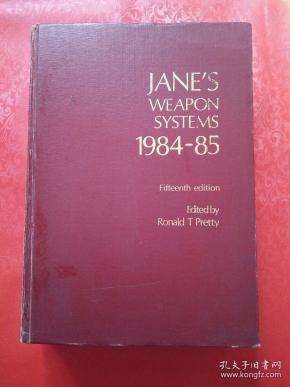 JANE'S
WEAPON
SYSTEMS
1984-85
Fifteenth edition
Edited by
Ronald T Pretty
孔夫子旧书网